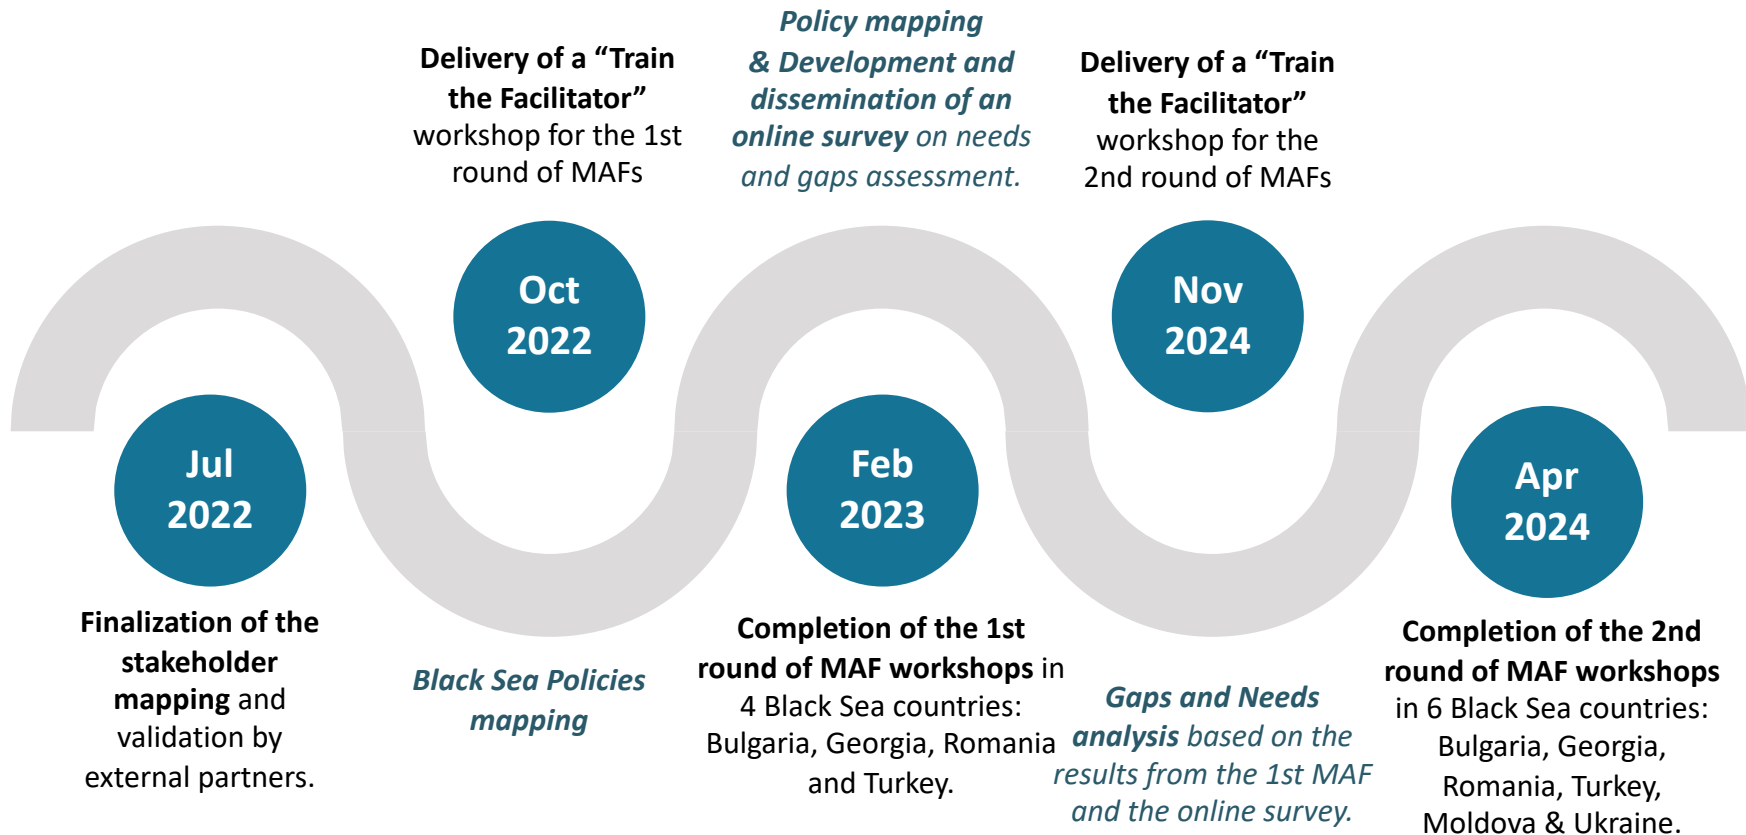 Delivery of a “Train
the Facilitator”
workshop for the 1st
round of MAFs
Policy mapping
& Development and
dissemination of an
online survey on needs
and gaps assessment.
Delivery of a “Train
the Facilitator”
workshop for the
2nd round of MAFs
Oct
2022
Nov
2024
Jul
2022
Feb
2023
Apr
2024
Finalization of the
stakeholder
mapping and
validation by
external partners.
Black Sea Policies
mapping
Completion of the 1st
round of MAF workshops in
4 Black Sea countries:
Bulgaria, Georgia, Romania
and Turkey.
Gaps and Needs
analysis based on the
results from the 1st MAF
and the online survey.
Completion of the 2nd
round of MAF workshops
in 6 Black Sea countries:
Bulgaria, Georgia,
Romania, Turkey,
Moldova & Ukraine.